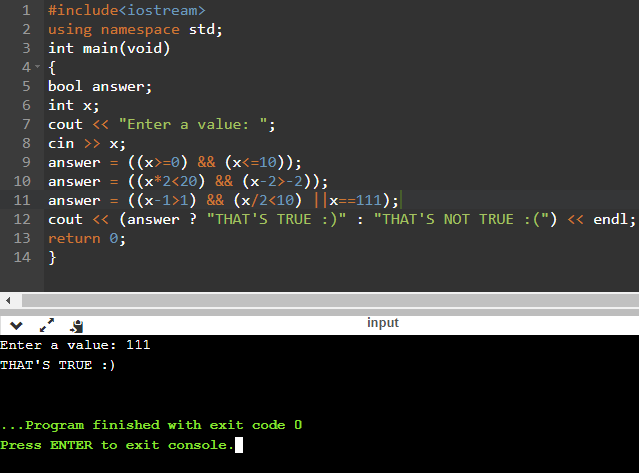 1 #include<iostream>
2 using namespace std;
3 int main(void)
4 {
5 bool answer;
6 int x;
7 cout << "Enter a value: ";
8 cin >> x;
9 answer = ((x>=0) && (x<=10));
10 answer = ((x*2<20) && (x-2>-2));
11 answer = ((x-1>1) && (x/2<10) ||x==111);
12 cout << (answer ? "THAT'S TRUE :)" : "THAT'S NOT TRUE :(") << endl;
13 return 0;
14 }
input
Enter a value: 111
THAT'S TRUE :)
...Program finished with exit code 0
Press ENTER to exit console.